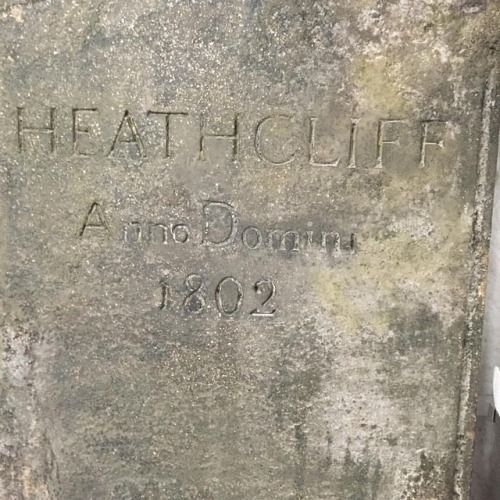 HEATHCLIFF
Anno Domini
1802